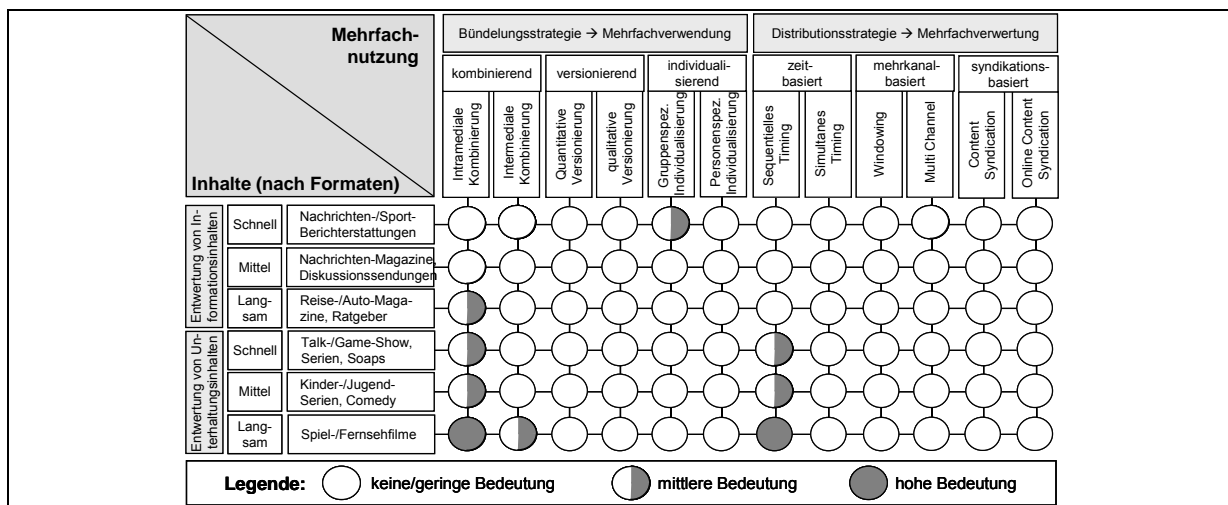 Mehrfach-
nutzung
Inhalte (nach Formaten)
Bündelungsstrategie → Mehrfachverwendung
Distributionsstrategie → Mehrfachverwertung
kombinierend
versionierend
individuali-
sierend
zeit-
basiert
mehrkanal-
basiert
syndikations-
basiert
Intramediale
Kombinierung
Intermediale
Kombinierung
Quantitative
Versionierung
qualitative
Versionierung
Gruppenspez.
Individualisierung
Personenspez.
Individualisierung
Sequentielles
Timing
Simultanes
Timing
Windowing
Multi Channel
Content
Syndication
Online Content
Syndication
Entwertung von In-
formationsinhalten
Schnell
Nachrichten-/Sport-
Berichterstattungen
Mittel
Nachrichten-Magazine,
Diskussionssendungen
Lang-
sam
Reise-/Auto-Maga-
zine, Ratgeber
Entwertung von Un-
terhaltungsinhalten
Schnell
Talk-/Game-Show,
Serien, Soaps
Mittel
Kinder-/Jugend-
Serien, Comedy
Lang-
sam
Spiel-/Fernsehfilme
Legende: keine/geringe Bedeutung mittlere Bedeutung hohe Bedeutung